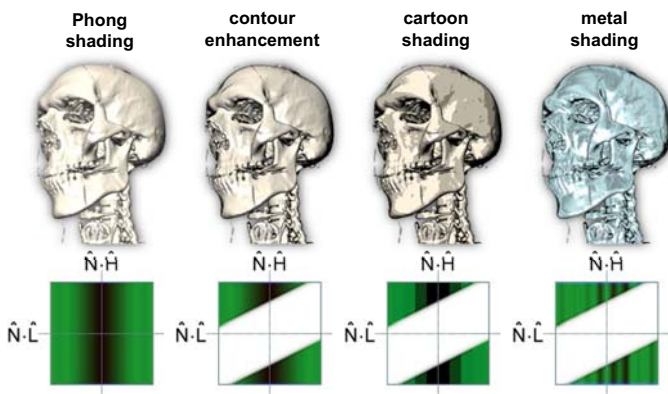 Phong
shading
contour
enhancement
cartoon
shading
metal
shading
N̂·Ĥ
N̂·Ĥ
N̂·Ĥ
N̂·Ĥ
N̂·L̂
N̂·L̂
N̂·L̂
N̂·L̂